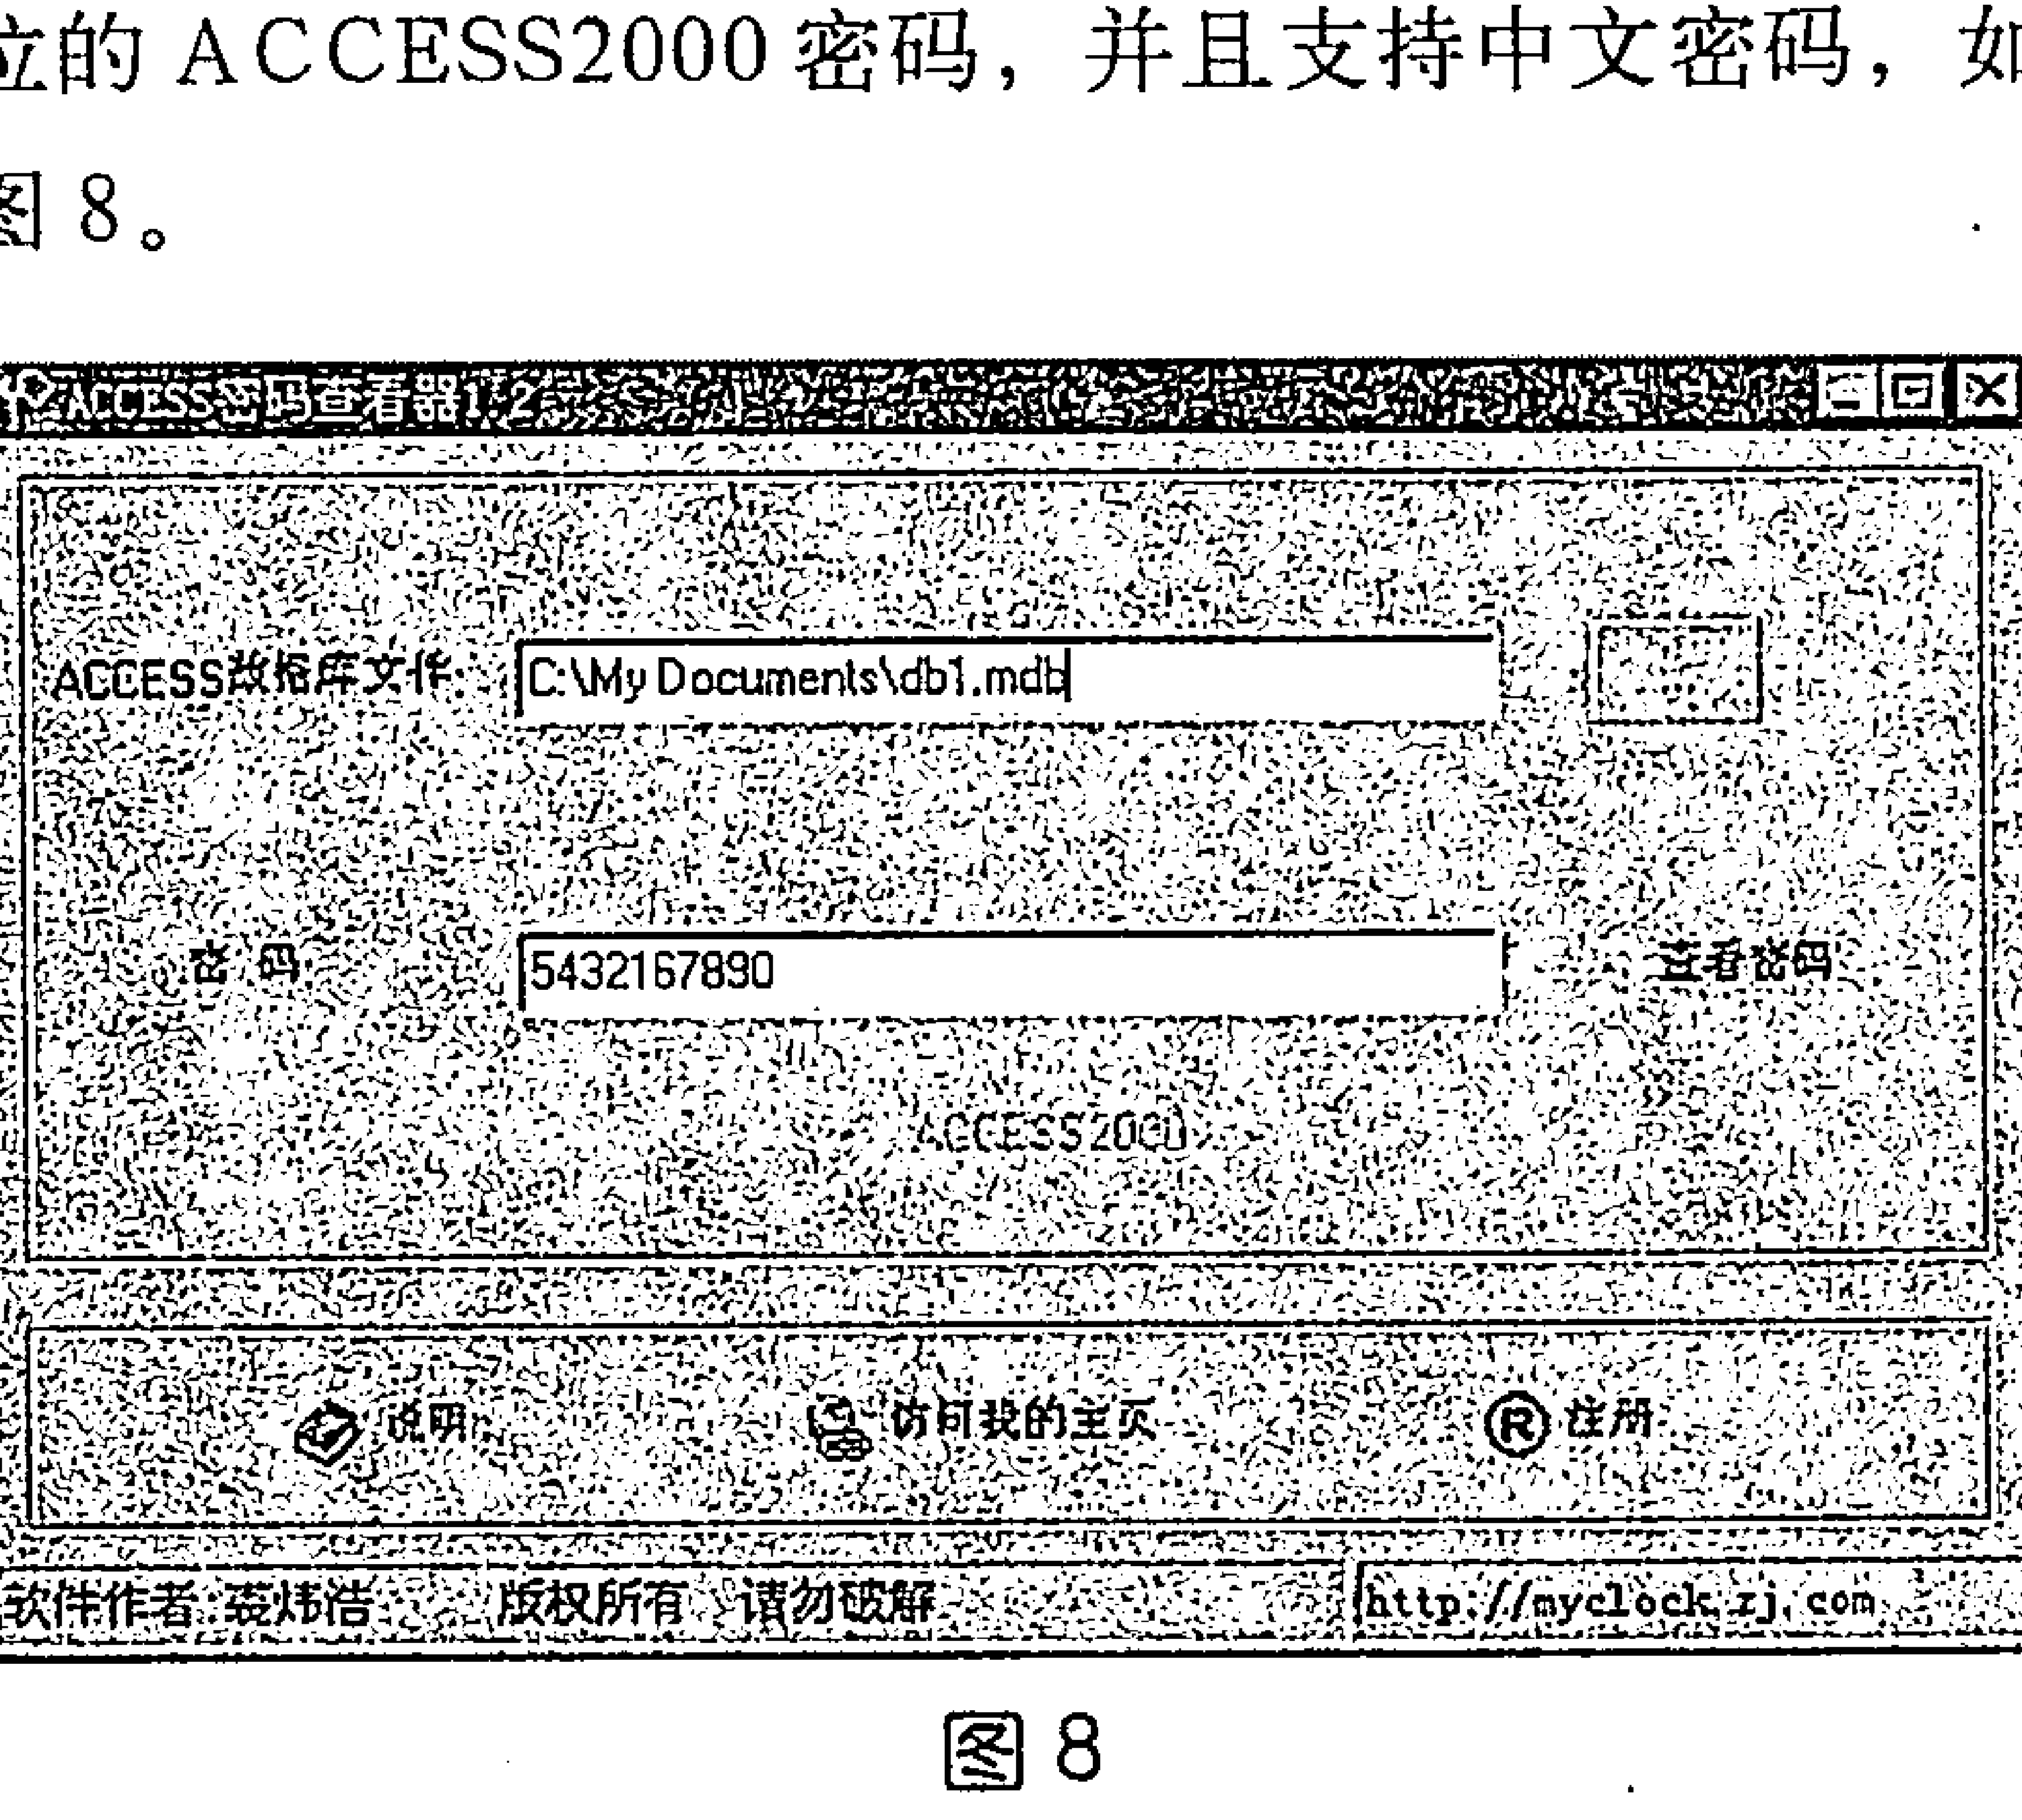 位的 ACCESS2000 密码，并且支持中文密码，如
图 8。
ACCESS密码查看器1.2
ACCESS数据库文件: C:\My Documents\db1.mdb
密 码 5432167890 查看密码
ACCESS2000
说明 访问我的主页 注册
软件作者:裘炜浩 版权所有 请勿破解 http://myclock.zj.com
图 8